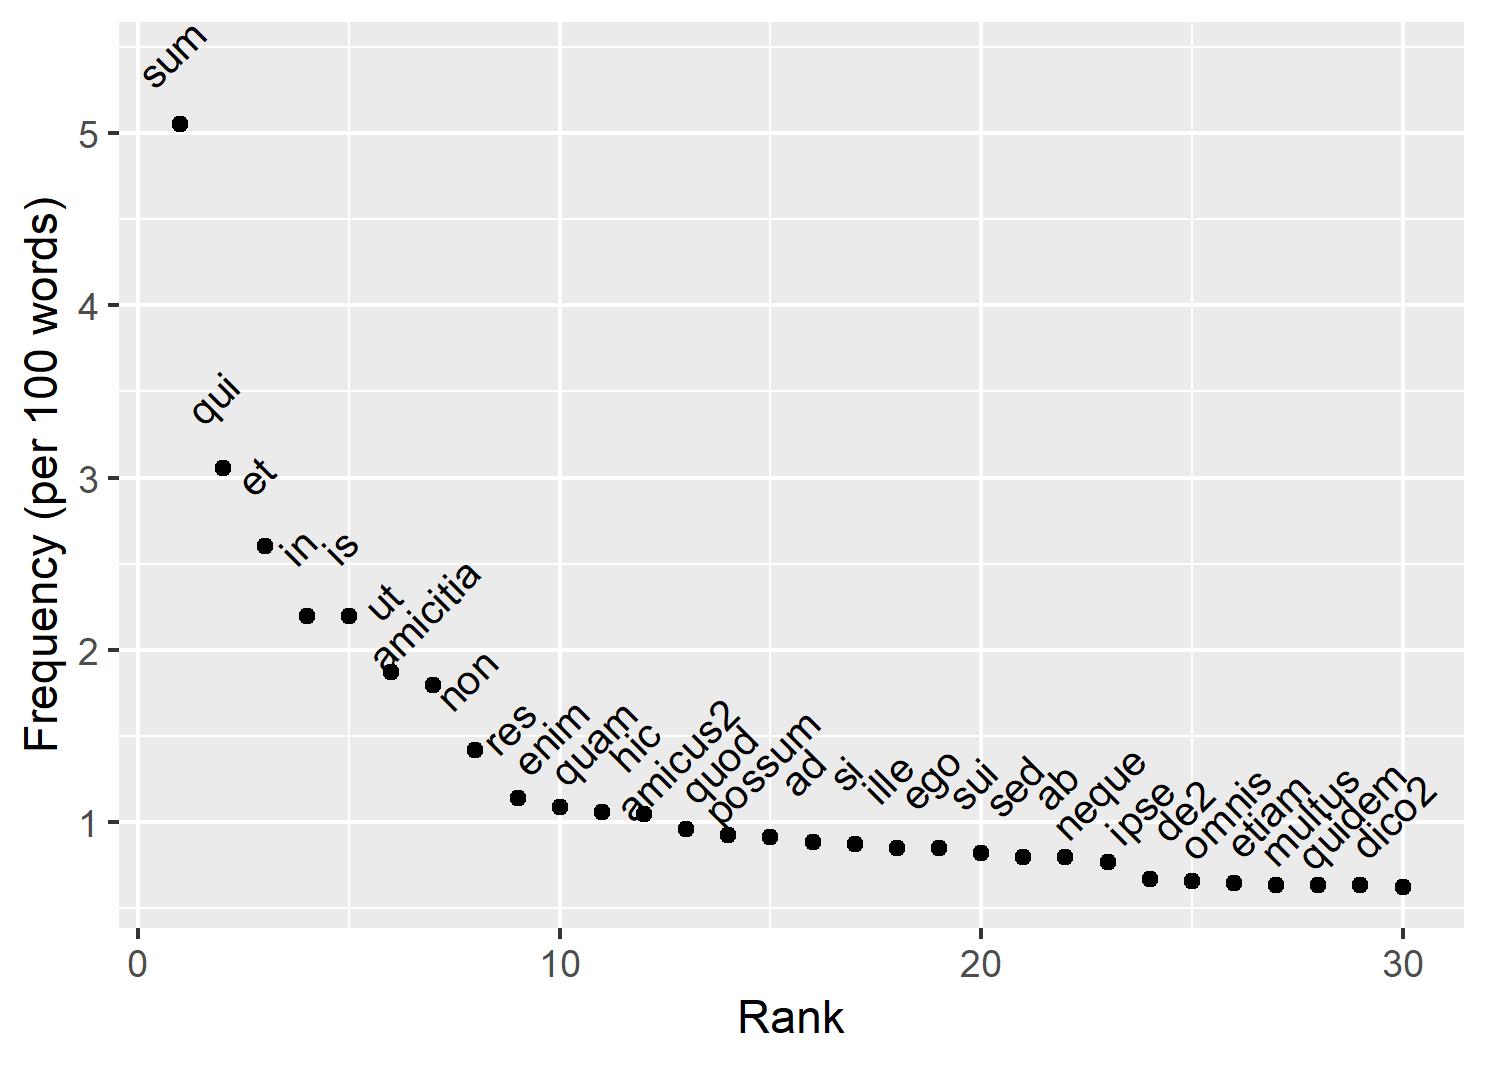 sum
qui
et
in
is
ut
amicitia
non
res
enim
quam
hic
amicus2
quod
possum
ad
si
ille
ego
sui
sed
ab
neque
ipse
de2
omnis
etiam
multus
quidem
dico2
5
4
3
2
1
Frequency (per 100 words)
0 10 20 30
Rank